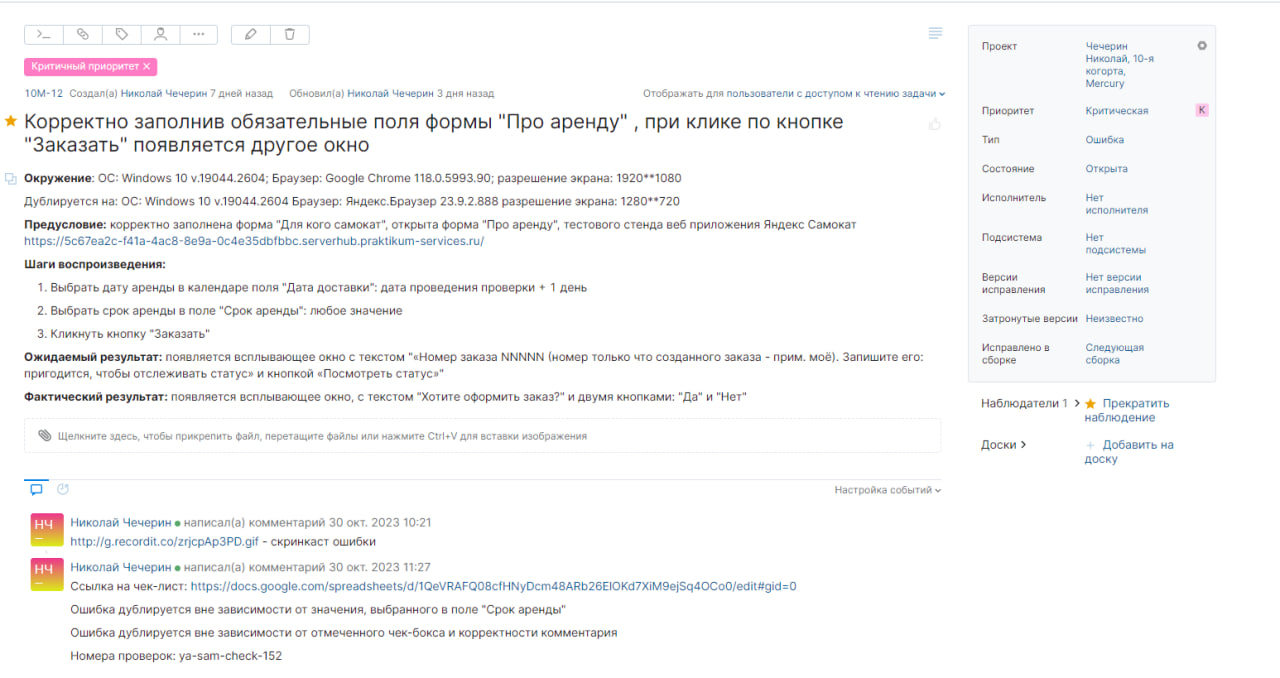 Критичный приоритет ×
10M-12 Создал(а) Николай Чечерин 7 дней назад Обновил(а) Николай Чечерин 3 дня назад Отображать для пользователи с доступом к чтению задачи
Корректно заполнив обязательные поля формы "Про аренду" , при клике по кнопке
"Заказать" появляется другое окно
Окружение: ОС: Windows 10 v.19044.2604; Браузер: Google Chrome 118.0.5993.90; разрешение экрана: 1920**1080
Дублируется на: ОС: Windows 10 v.19044.2604 Браузер: Яндекс.Браузер 23.9.2.888 разрешение экрана: 1280**720
Предусловие: корректно заполнена форма "Для кого самокат", открыта форма "Про аренду", тестового стенда веб приложения Яндекс Самокат
https://5c67ea2c-f41a-4ac8-8e9a-0c4e35dbfbbc.serverhub.praktikum-services.ru/
Шаги воспроизведения:
1. Выбрать дату аренды в календаре поля "Дата доставки": дата проведения проверки + 1 день
2. Выбрать срок аренды в поле "Срок аренды": любое значение
3. Кликнуть кнопку "Заказать"
Ожидаемый результат: появляется всплывающее окно с текстом "«Номер заказа NNNNN (номер только что созданного заказа - прим. моё). Запишите его:
пригодится, чтобы отслеживать статус» и кнопкой «Посмотреть статус»"
Фактический результат: появляется всплывающее окно, с текстом "Хотите оформить заказ?" и двумя кнопками: "Да" и "Нет"
Щелкните здесь, чтобы прикрепить файл, перетащите файлы или нажмите Ctrl+V для вставки изображения
Настройка событий
НЧ
Николай Чечерин написал(а) комментарий 30 окт. 2023 10:21
http://g.recordit.co/zrjcpAp3PD.gif - скринкаст ошибки
НЧ
Николай Чечерин написал(а) комментарий 30 окт. 2023 11:27
Ссылка на чек-лист: https://docs.google.com/spreadsheets/d/1QeVRAFQ08cfHNyDcm48ARb26ElOKd7XiM9ejSq4OCo0/edit#gid=0
Ошибка дублируется вне зависимости от значения, выбранного в поле "Срок аренды"
Ошибка дублируется вне зависимости от отмеченного чек-бокса и корректности комментария
Номера проверок: ya-sam-check-152
Проект Чечерин
Николай, 10-я
когорта,
Mercury
Приоритет Критическая К
Тип Ошибка
Состояние Открыта
Исполнитель Нет
исполнителя
Подсистема Нет
подсистемы
Версии Нет версии
исправления исправления
Затронутые версии Неизвестно
Исправлено в Следующая
сборке сборка
Наблюдатели 1 Прекратить
наблюдение
Доски + Добавить на
доску